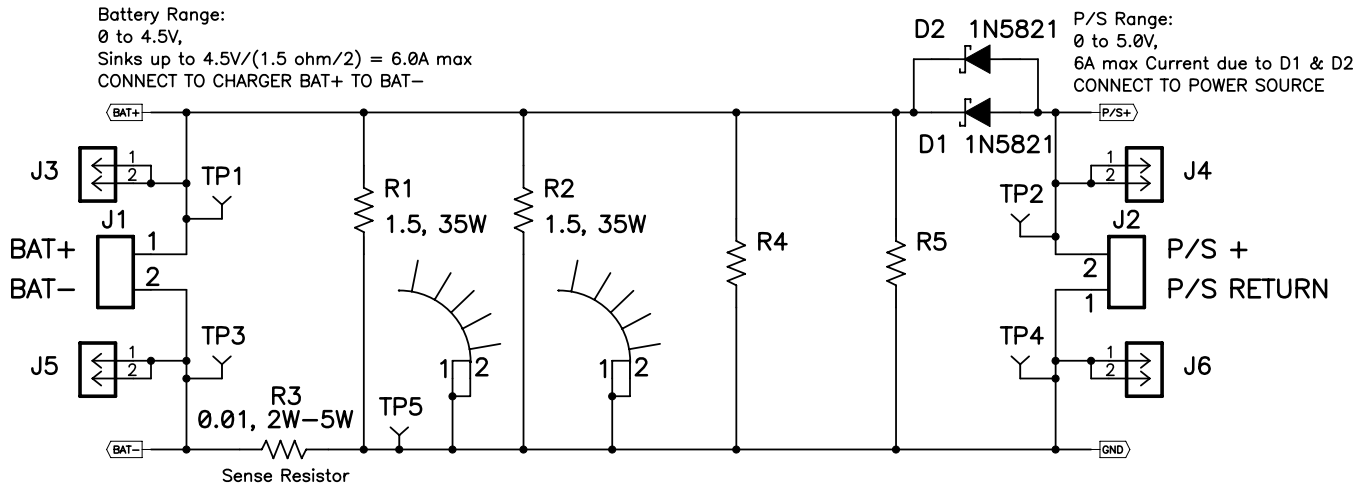 Battery Range:
0 to 4.5V,
Sinks up to 4.5V/(1.5 ohm/2) = 6.0A max
CONNECT TO CHARGER BAT+ TO BAT-
D2 1N5821
P/S Range:
0 to 5.0V,
6A max Current due to D1 & D2
CONNECT TO POWER SOURCE
BAT+
P/S+
D1 1N5821
J3
1
2
TP1
R1
1.5, 35W
R2
1.5, 35W
R4
R5
TP2
1
2
J4
J1
BAT+
1
BAT-
2
J2
P/S +
2
P/S RETURN
1
J5
1
2
TP3
1 2
1 2
TP4
1
2
J6
R3
0.01, 2W-5W
TP5
BAT-
Sense Resistor
GND